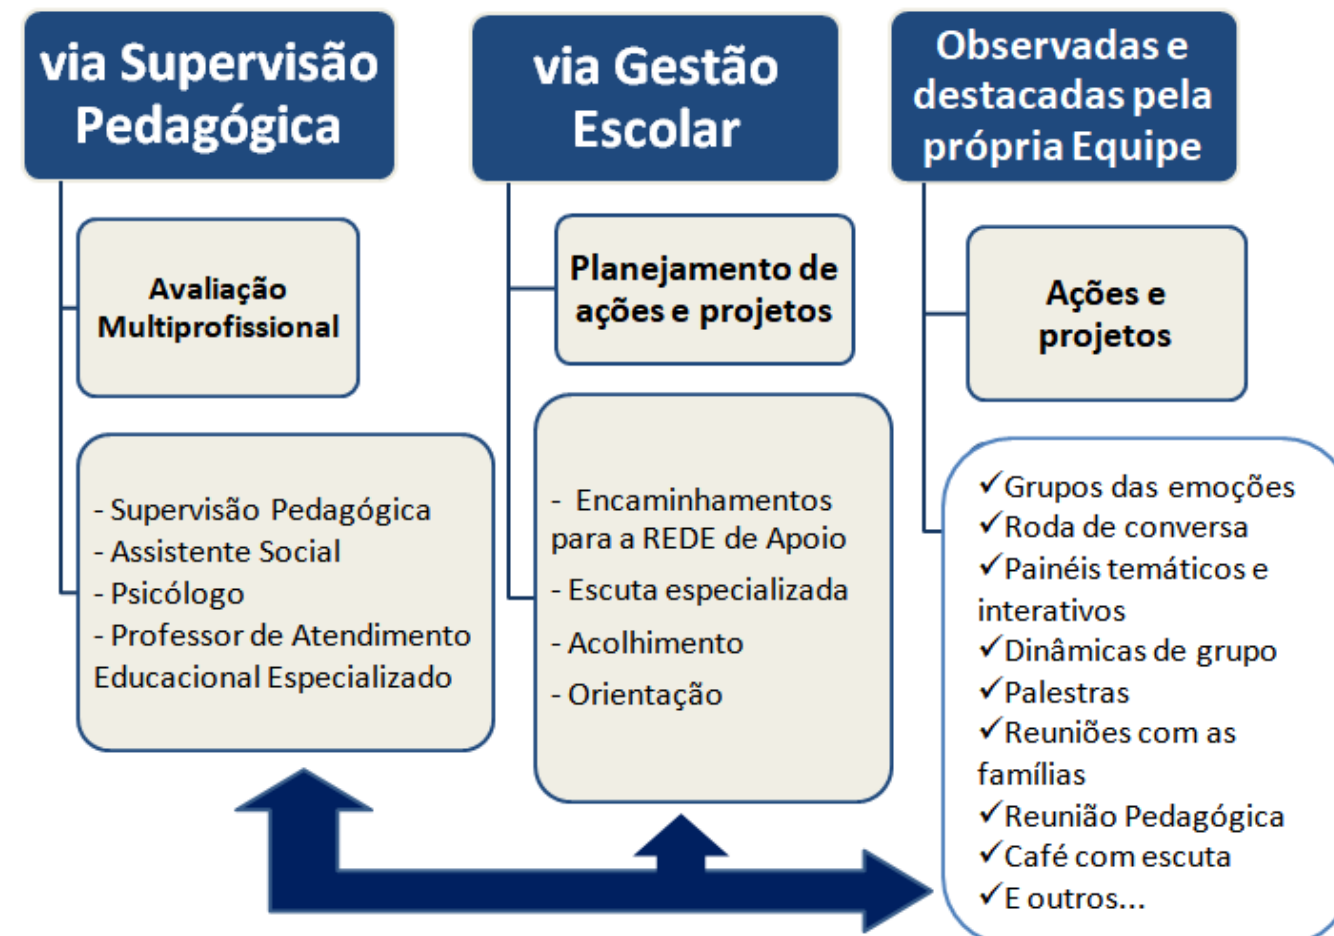 via Supervisão
Pedagógica
Avaliação
Multiprofissional
- Supervisão Pedagógica
- Assistente Social
- Psicólogo
- Professor de Atendimento
Educacional Especializado
via Gestão
Escolar
Planejamento de
ações e projetos
- Encaminhamentos
para a REDE de Apoio
- Escuta especializada
- Acolhimento
- Orientação
Observadas e
destacadas pela
própria Equipe
Ações e
projetos
✓Grupos das emoções
✓Roda de conversa
✓Painéis temáticos e
interativos
✓Dinâmicas de grupo
✓Palestras
✓Reuniões com as
famílias
✓Reunião Pedagógica
✓Café com escuta
✓E outros...